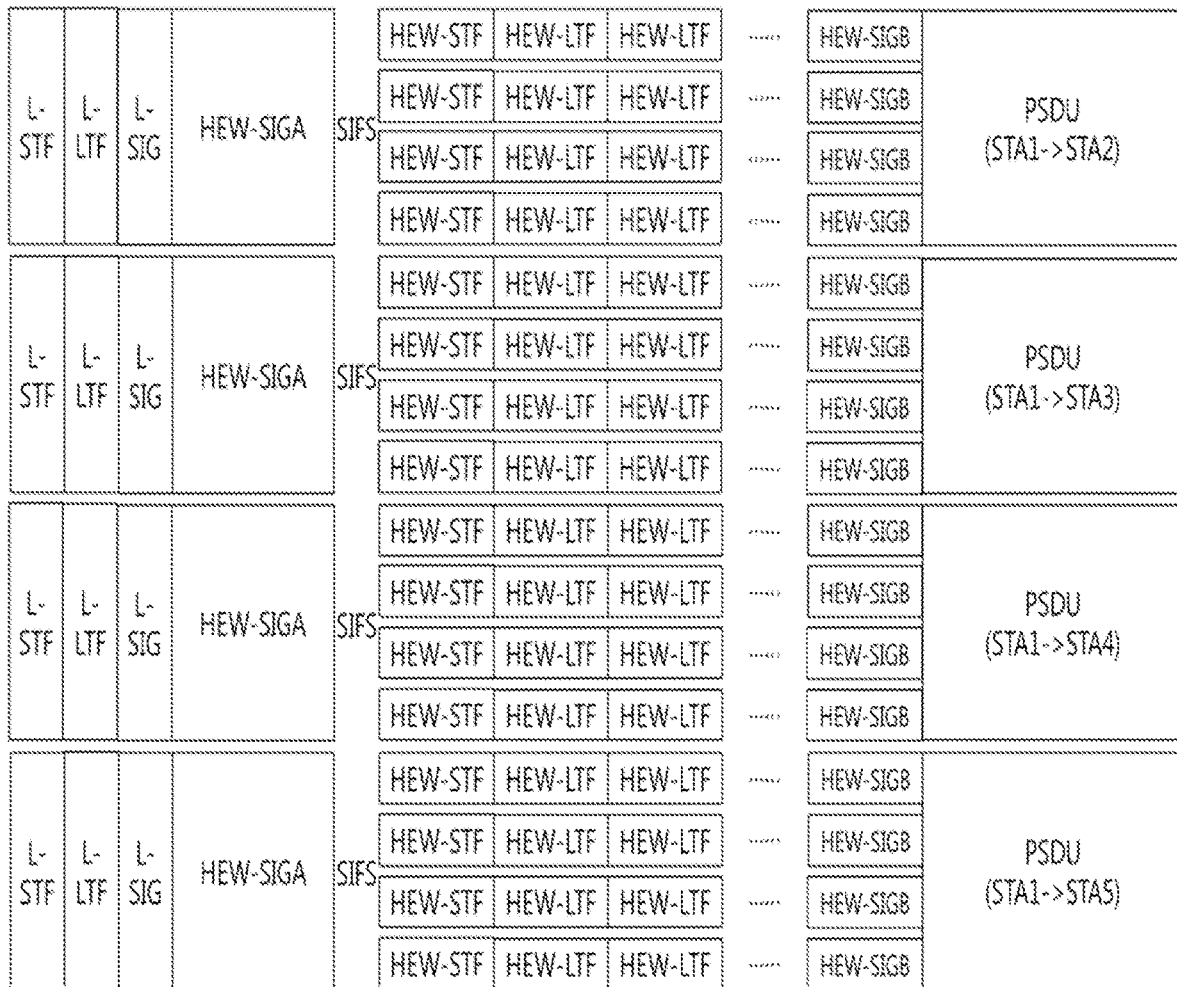 HEW-STF HEW-LTF HEW-LTF ...... HEW-SIGB
HEW-STF HEW-LTF HEW-LTF ...... HEW-SIGB
L-STF L-LTF L-SIG HEW-SIGA SIFS PSDU (STA1->STA2)
HEW-STF HEW-LTF HEW-LTF ...... HEW-SIGB
HEW-STF HEW-LTF HEW-LTF ...... HEW-SIGB
HEW-STF HEW-LTF HEW-LTF ...... HEW-SIGB
HEW-STF HEW-LTF HEW-LTF ...... HEW-SIGB
L-STF L-LTF L-SIG HEW-SIGA SIFS PSDU (STA1->STA3)
HEW-STF HEW-LTF HEW-LTF ...... HEW-SIGB
HEW-STF HEW-LTF HEW-LTF ...... HEW-SIGB
HEW-STF HEW-LTF HEW-LTF ...... HEW-SIGB
HEW-STF HEW-LTF HEW-LTF ...... HEW-SIGB
L-STF L-LTF L-SIG HEW-SIGA SIFS PSDU (STA1->STA4)
HEW-STF HEW-LTF HEW-LTF ...... HEW-SIGB
HEW-STF HEW-LTF HEW-LTF ...... HEW-SIGB
HEW-STF HEW-LTF HEW-LTF ...... HEW-SIGB
HEW-STF HEW-LTF HEW-LTF ...... HEW-SIGB
L-STF L-LTF L-SIG HEW-SIGA SIFS PSDU (STA1->STA5)
HEW-STF HEW-LTF HEW-LTF ...... HEW-SIGB
HEW-STF HEW-LTF HEW-LTF ...... HEW-SIGB